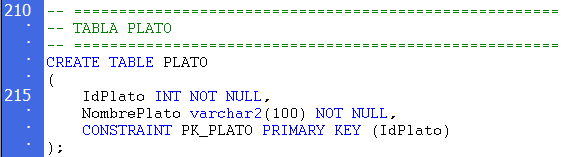 210 -- ==================================================
-- TABLA PLATO
-- ==================================================
CREATE TABLE PLATO
(
215 IdPlato INT NOT NULL,
NombrePlato varchar2(100) NOT NULL,
CONSTRAINT PK_PLATO PRIMARY KEY (IdPlato)
);